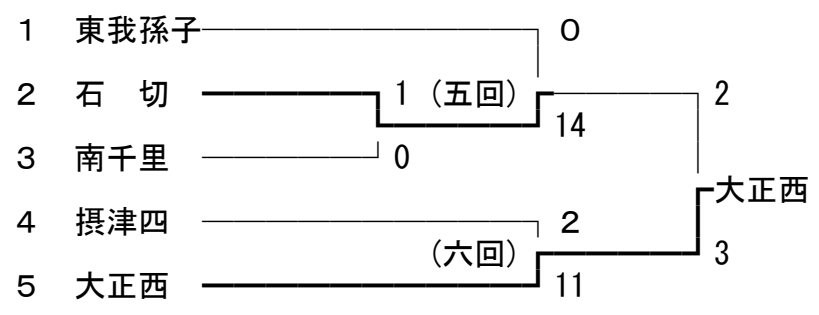 １ 東我孫子 ０
２ 石　切 1 (五回) 2
14
３ 南千里 0
大正西
４ 摂津四 ２
(六回) 3
５ 大正西 11